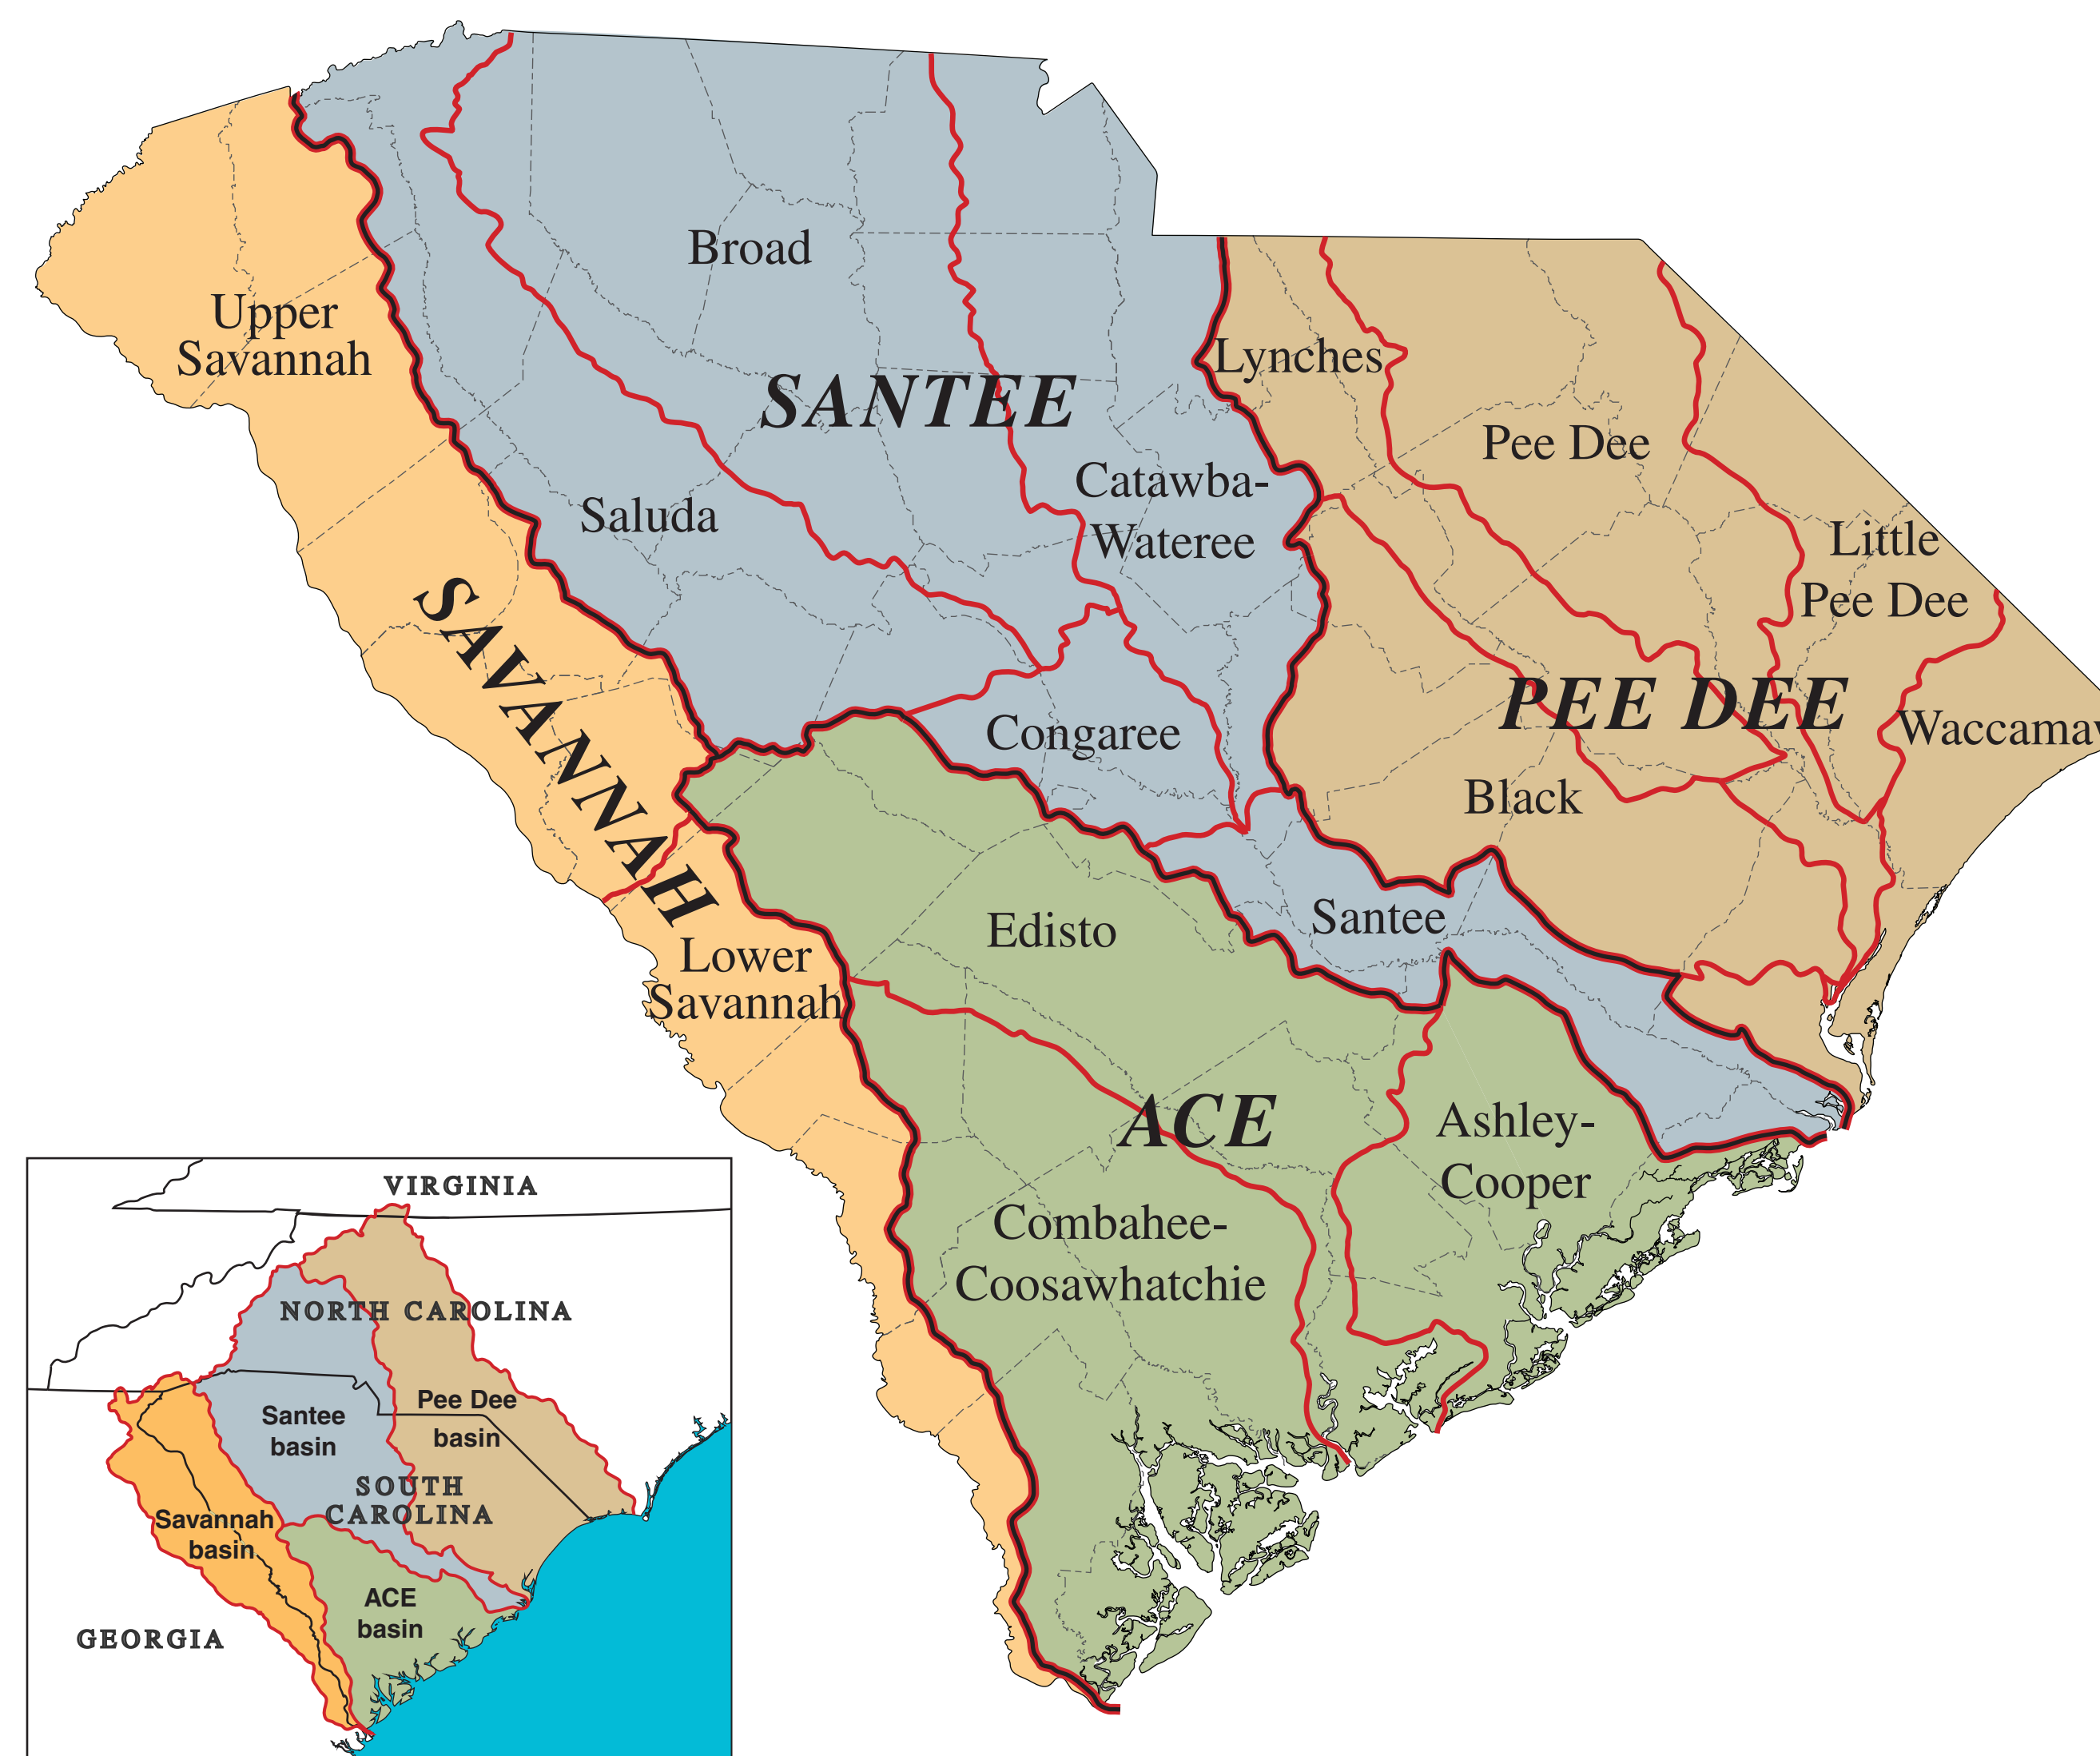 Broad
Upper
Savannah
SANTEE
Lynches
Pee Dee
Catawba-
Wateree
Saluda
Little
Pee Dee
SAVANNAH
PEE DEE
Waccamaw
Congaree
Black
Edisto
Santee
Lower
Savannah
ACE
Ashley-
Cooper
Combahee-
Coosawhatchie
VIRGINIA
NORTH CAROLINA
Pee Dee
basin
Santee
basin
SOUTH
CAROLINA
Savannah
basin
ACE
basin
GEORGIA